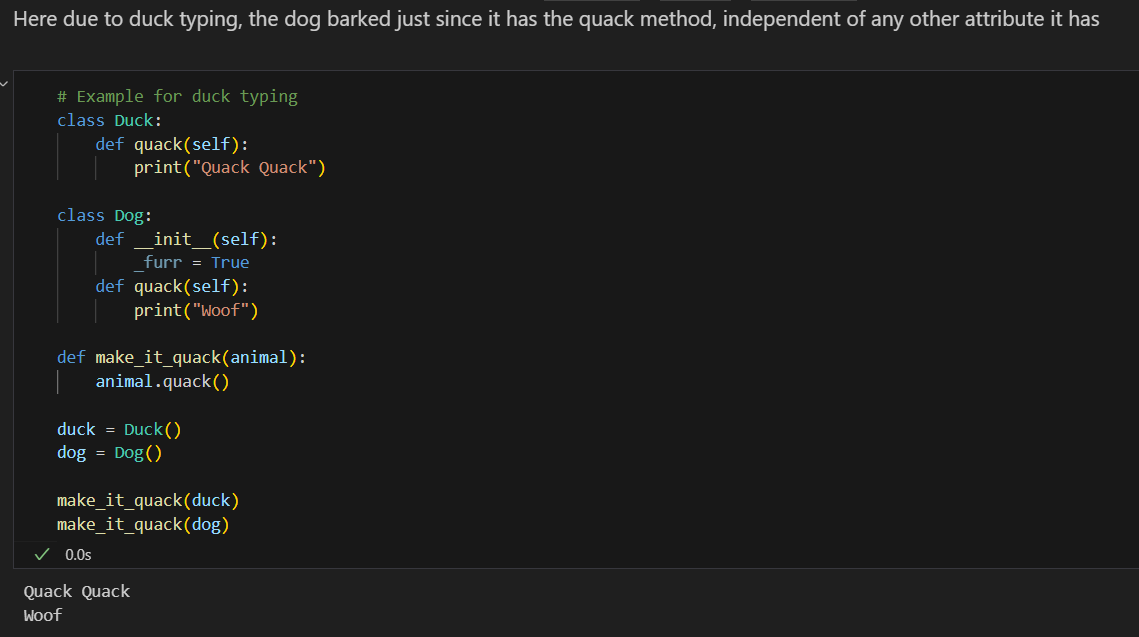 Here due to duck typing, the dog barked just since it has the quack method, independent of any other attribute it has
# Example for duck typing
class Duck:
    def quack(self):
        print("Quack Quack")
class Dog:
    def __init__(self):
        _furr = True
    def quack(self):
        print("Woof")
def make_it_quack(animal):
    animal.quack()
duck = Duck()
dog = Dog()
make_it_quack(duck)
make_it_quack(dog)
0.0s
Quack Quack
Woof